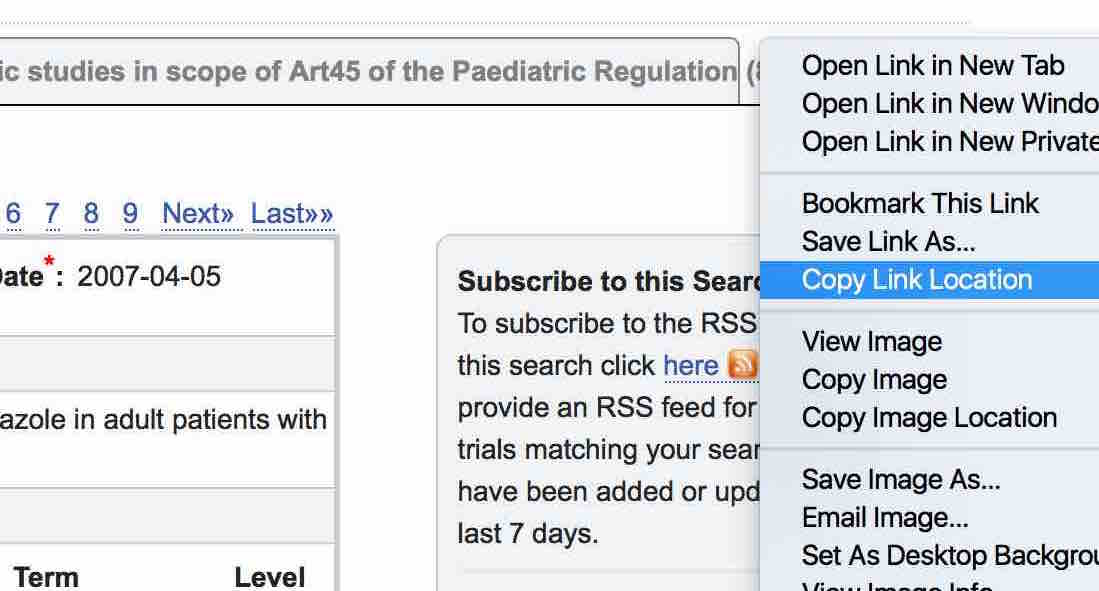 ic studies in scope of Art45 of the Paediatric Regulation (
6 7 8 9 Next» Last»»
ate*: 2007-04-05
azole in adult patients with
Term Level
Subscribe to this Sear
To subscribe to the RSS
this search click here
provide an RSS feed for
trials matching your sear
have been added or upd
last 7 days.
Open Link in New Tab
Open Link in New Windo
Open Link in New Private
Bookmark This Link
Save Link As...
Copy Link Location
View Image
Copy Image
Copy Image Location
Save Image As...
Email Image...
Set As Desktop Backgrou
View Image Info